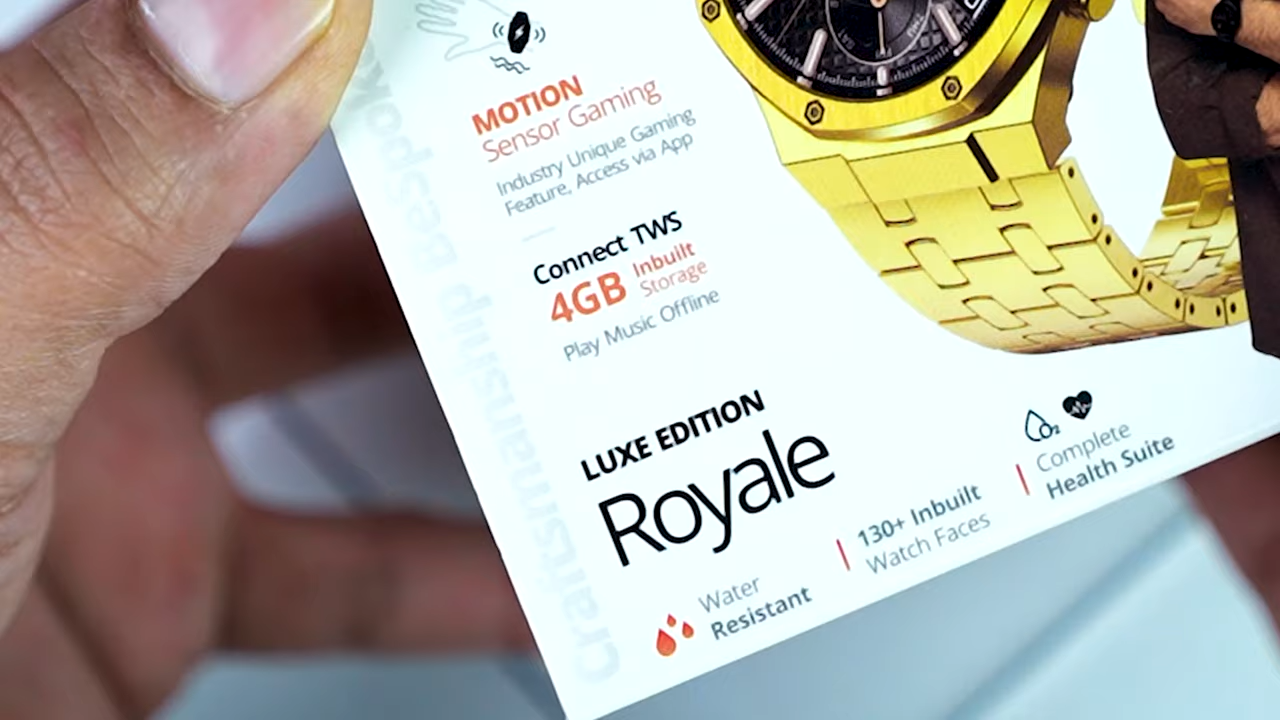 MOTION
Sensor Gaming
Industry Unique Gaming
Feature, Access via App
Connect TWS
4GB Inbuilt
Storage
Play Music Offline
LUXE EDITION
Royale
Water
Resistant
130+ Inbuilt
Watch Faces
O₂
Complete
Health Suite
Craftsmanship